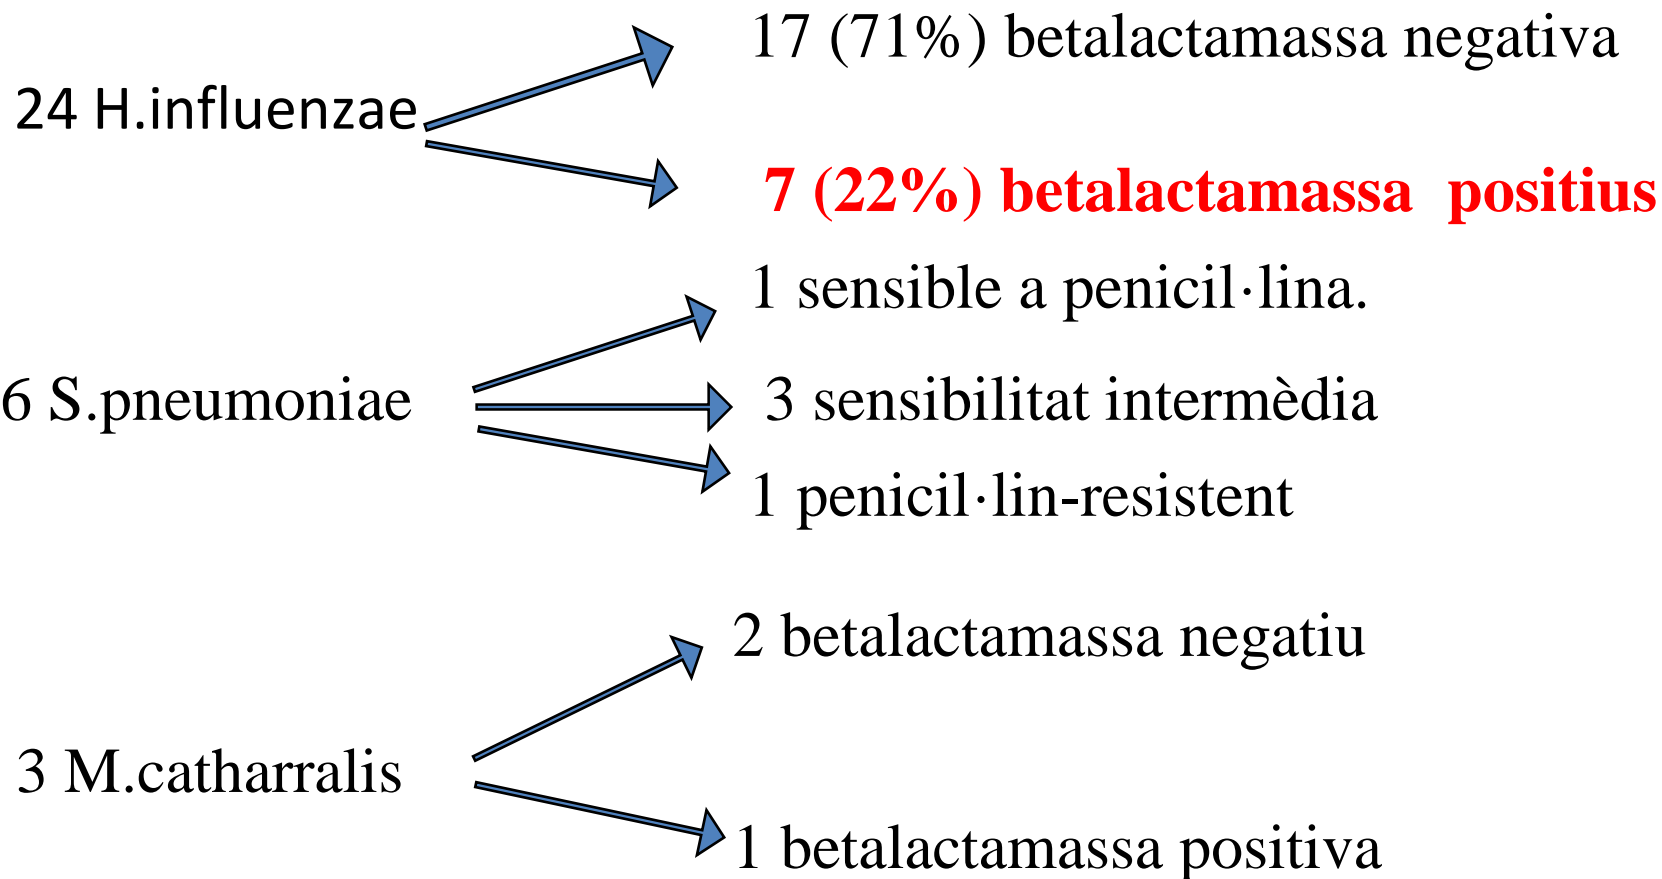 17 (71%) betalactamassa negativa
24 H.influenzae
7 (22%) betalactamassa positius
1 sensible a penicil·lina.
6 S.pneumoniae
3 sensibilitat intermèdia
1 penicil·lin-resistent
2 betalactamassa negatiu
3 M.catharralis
1 betalactamassa positiva